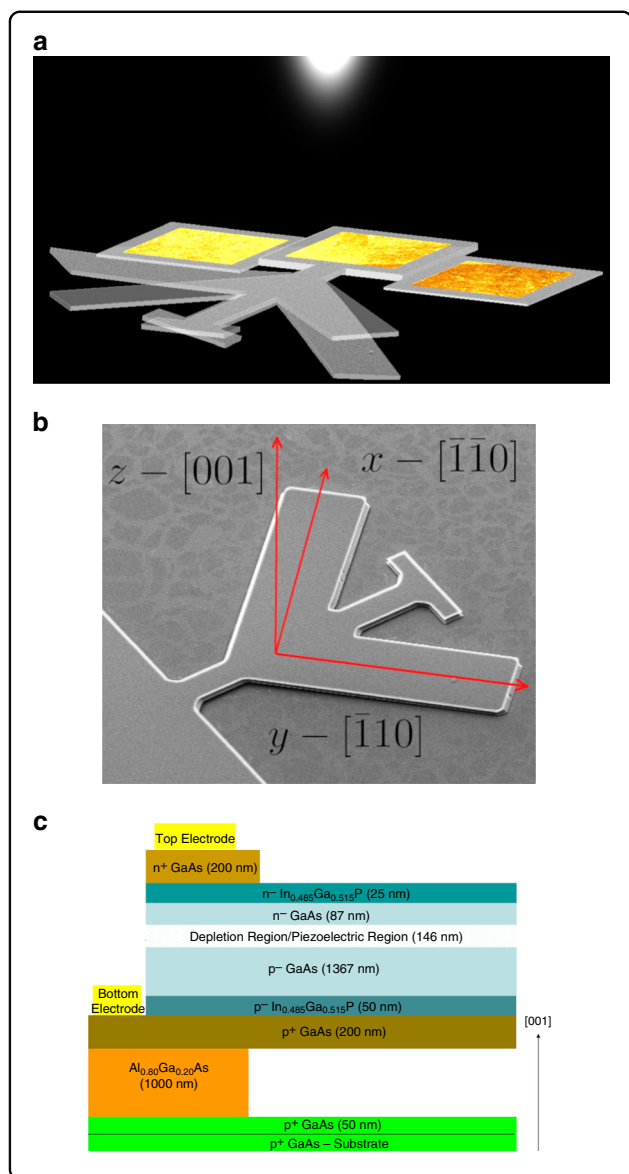 a
b
z – [001]
x – [1̄1̄0]
y – [1̄10]
c
Top Electrode
n⁺ GaAs (200 nm)
n⁻ In₀.₄₈₅Ga₀.₅₁₅P (25 nm)
n⁻ GaAs (87 nm)
Depletion Region/Piezoelectric Region (146 nm)
p⁻ GaAs (1367 nm)
Bottom
Electrode
p⁻ In₀.₄₈₅Ga₀.₅₁₅P (50 nm)
p⁺ GaAs (200 nm)
[001]
Al₀.₈₀Ga₀.₂₀As
(1000 nm)
p⁺ GaAs (50 nm)
p⁺ GaAs – Substrate